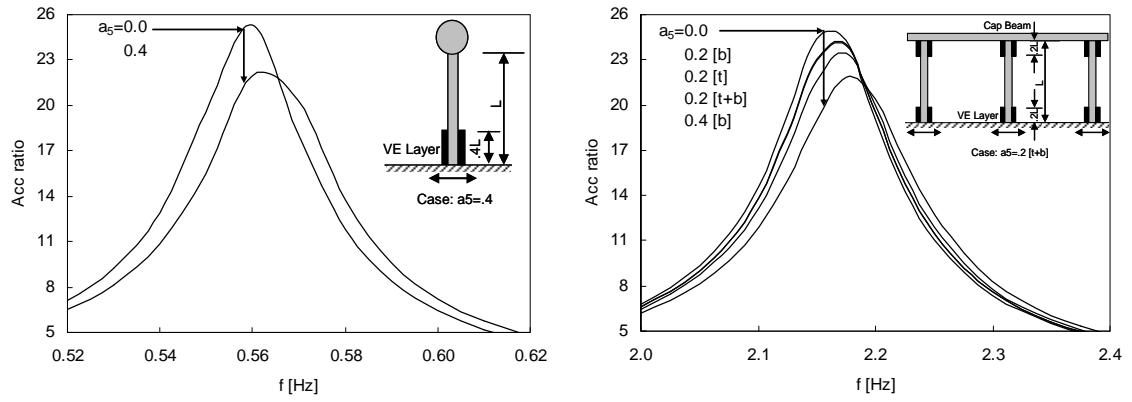 26
23
20
17
14
11
8
5
Acc ratio
a5=0.0
0.4
L
.4L
VE Layer
Case: a5=.4
0.52
0.54
0.56
0.58
0.60
0.62
f [Hz]
26
23
20
17
14
11
8
5
Acc ratio
a5=0.0
0.2 [b]
0.2 [t]
0.2 [t+b]
0.4 [b]
Cap Beam
.2L
L
.2L
VE Layer
Case: a5=.2 [t+b]
2.0
2.1
2.2
2.3
2.4
f [Hz]